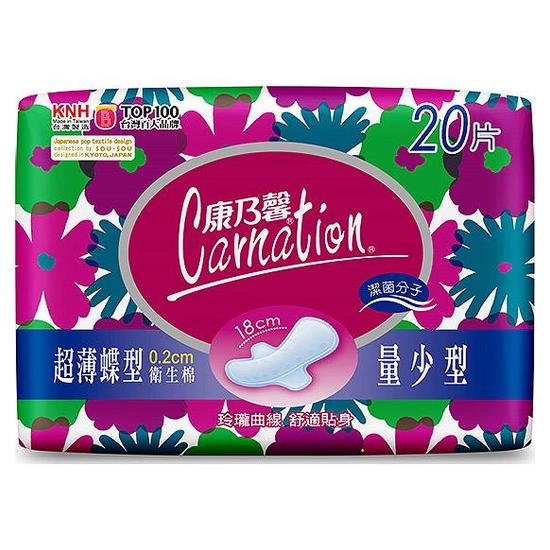 KNH
Made in Taiwan
台灣製造
TOP 100
台灣百大品牌
Japanese pop textile design
collection by SOU·SOU
designed in KYOTO, JAPAN
20片
康乃馨®
Carnation®
潔菌分子
18cm
超薄蝶型 0.2cm
衛生棉
量少型
玲瓏曲線 舒適貼身